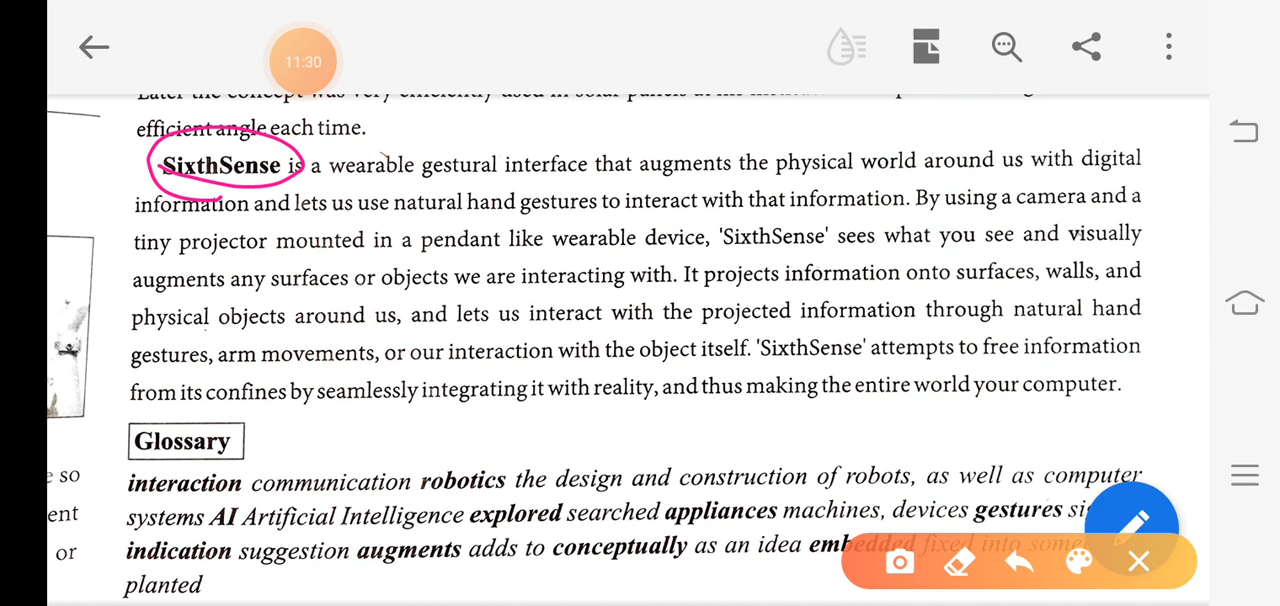 11:30
efficient angle each time.
SixthSense is a wearable gestural interface that augments the physical world around us with digital
information and lets us use natural hand gestures to interact with that information. By using a camera and a
tiny projector mounted in a pendant like wearable device, 'SixthSense' sees what you see and visually
augments any surfaces or objects we are interacting with. It projects information onto surfaces, walls, and
physical objects around us, and lets us interact with the projected information through natural hand
gestures, arm movements, or our interaction with the object itself. 'SixthSense' attempts to free information
from its confines by seamlessly integrating it with reality, and thus making the entire world your computer.
Glossary
so
interaction communication robotics the design and construction of robots, as well as computer
ent
systems AI Artificial Intelligence explored searched appliances machines, devices gestures
or
indication suggestion augments adds to conceptually as an idea embedded fixed into
planted